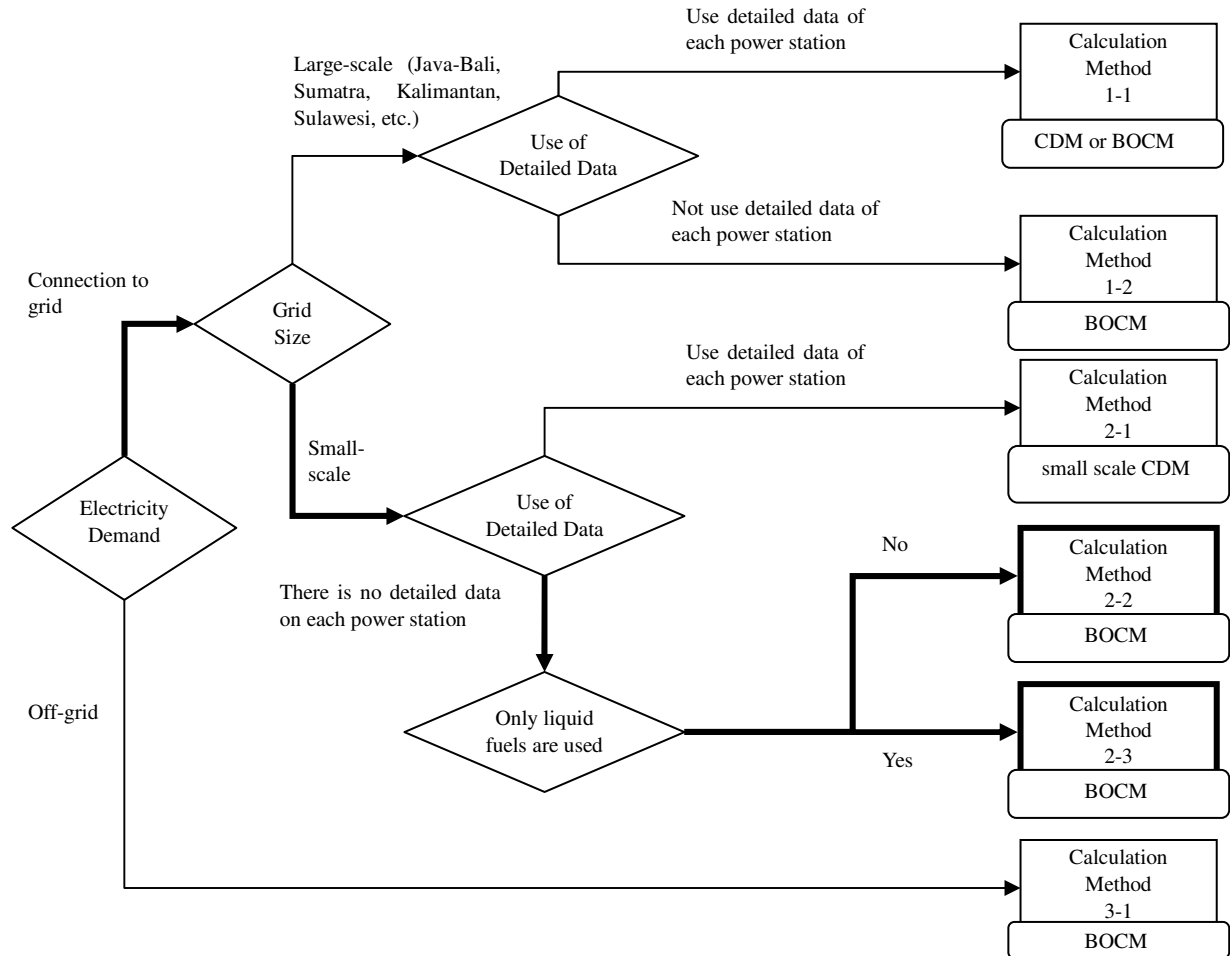 Use detailed data of
each power station
Large-scale (Java-Bali,
Sumatra, Kalimantan,
Sulawesi, etc.)
Use of
Detailed Data
Calculation
Method
1-1
CDM or BOCM
Not use detailed data of
each power station
Calculation
Method
1-2
BOCM
Connection to
grid
Grid
Size
Use detailed data of
each power station
Calculation
Method
2-1
small scale CDM
Small-
scale
Use of
Detailed Data
Electricity
Demand
No
Calculation
Method
2-2
BOCM
There is no detailed data
on each power station
Off-grid
Only liquid
fuels are used
Yes
Calculation
Method
2-3
BOCM
Calculation
Method
3-1
BOCM